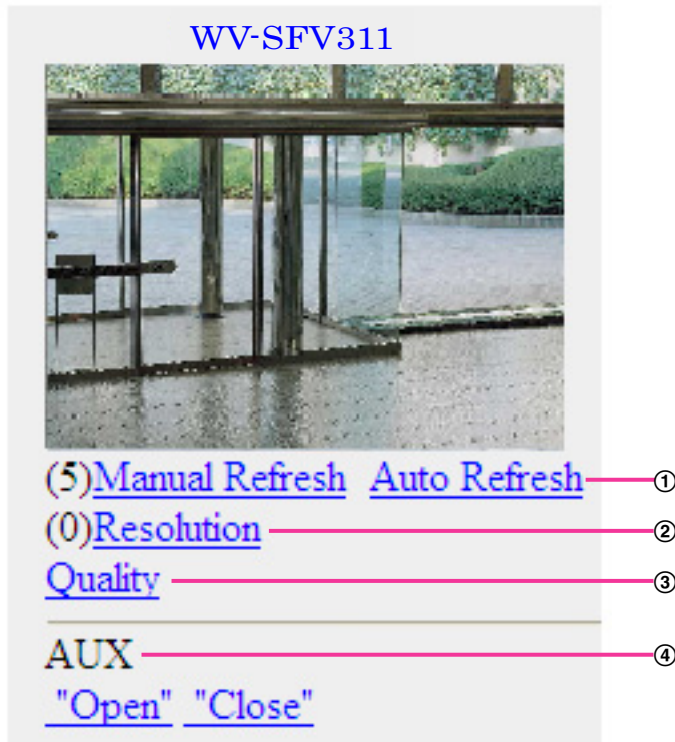 WV-SFV311
(5)Manual Refresh Auto Refresh ①
(0)Resolution ②
Quality ③
AUX ④
"Open" "Close"